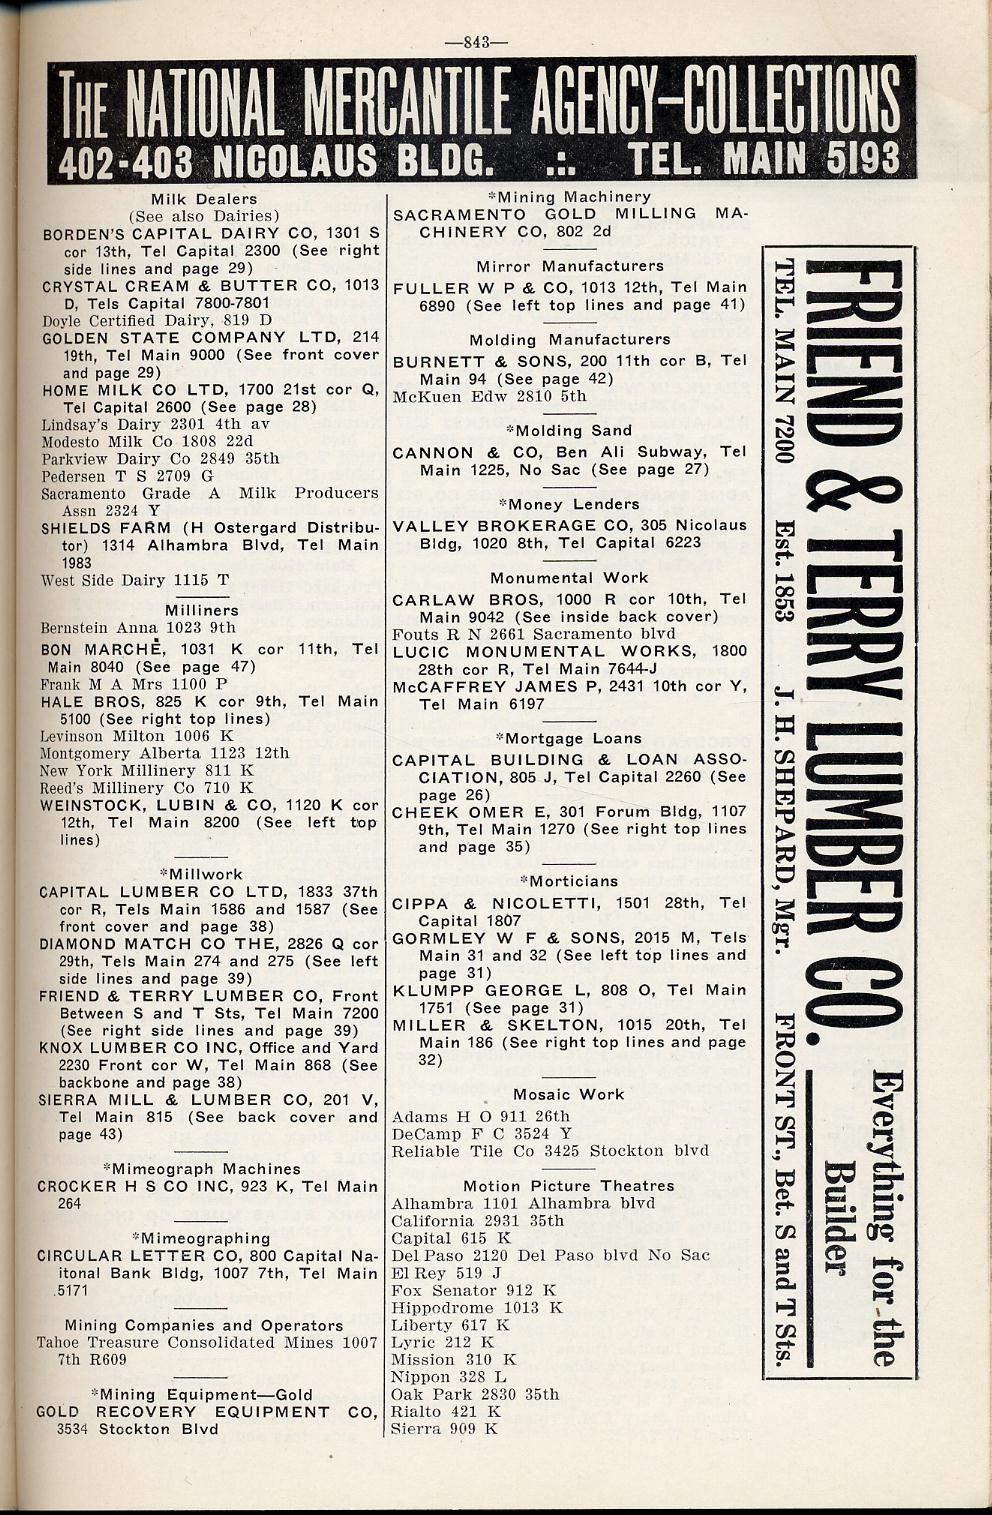 —843—
THE NATIONAL MERCANTILE AGENCY—COLLECTIONS
402-403 NICOLAUS BLDG. .:. TEL. MAIN 5193
Milk Dealers
(See also Dairies)
BORDEN'S CAPITAL DAIRY CO, 1301 S
cor 13th, Tel Capital 2300 (See right
side lines and page 29)
CRYSTAL CREAM & BUTTER CO, 1013
D, Tels Capital 7800-7801
Doyle Certified Dairy, 819 D
GOLDEN STATE COMPANY LTD, 214
19th, Tel Main 9000 (See front cover
and page 29)
HOME MILK CO LTD, 1700 21st cor Q,
Tel Capital 2600 (See page 28)
Lindsay's Dairy 2301 4th av
Modesto Milk Co 1808 22d
Parkview Dairy Co 2849 35th
Pedersen T S 2709 G
Sacramento Grade A Milk Producers
Assn 2324 Y
SHIELDS FARM (H Ostergard Distribu-
tor) 1314 Alhambra Blvd, Tel Main
1983
West Side Dairy 1115 T
Milliners
Bernstein Anna 1023 9th
BON MARCHE, 1031 K cor 11th, Tel
Main 8040 (See page 47)
Frank M A Mrs 1100 P
HALE BROS, 825 K cor 9th, Tel Main
5100 (See right top lines)
Levinson Milton 1006 K
Montgomery Alberta 1123 12th
New York Millinery 811 K
Reed's Millinery Co 710 K
WEINSTOCK, LUBIN & CO, 1120 K cor
12th, Tel Main 8200 (See left top
lines)
*Millwork
CAPITAL LUMBER CO LTD, 1833 37th
cor R, Tels Main 1586 and 1587 (See
front cover and page 38)
DIAMOND MATCH CO THE, 2826 Q cor
29th, Tels Main 274 and 275 (See left
side lines and page 39)
FRIEND & TERRY LUMBER CO, Front
Between S and T Sts, Tel Main 7200
(See right side lines and page 39)
KNOX LUMBER CO INC, Office and Yard
2230 Front cor W, Tel Main 868 (See
backbone and page 38)
SIERRA MILL & LUMBER CO, 201 V,
Tel Main 815 (See back cover and
page 43)
*Mimeograph Machines
CROCKER H S CO INC, 923 K, Tel Main
264
*Mimeographing
CIRCULAR LETTER CO, 800 Capital Na-
itonal Bank Bldg, 1007 7th, Tel Main
5171
Mining Companies and Operators
Tahoe Treasure Consolidated Mines 1007
7th R609
*Mining Equipment—Gold
GOLD RECOVERY EQUIPMENT CO,
3534 Stockton Blvd
*Mining Machinery
SACRAMENTO GOLD MILLING MA-
CHINERY CO, 802 2d
Mirror Manufacturers
FULLER W P & CO, 1013 12th, Tel Main
6890 (See left top lines and page 41)
Molding Manufacturers
BURNETT & SONS, 200 11th cor B, Tel
Main 94 (See page 42)
McKuen Edw 2810 5th
*Molding Sand
CANNON & CO, Ben Ali Subway, Tel
Main 1225, No Sac (See page 27)
*Money Lenders
VALLEY BROKERAGE CO, 305 Nicolaus
Bldg, 1020 8th, Tel Capital 6223
Monumental Work
CARLAW BROS, 1000 R cor 10th, Tel
Main 9042 (See inside back cover)
Fouts R N 2661 Sacramento blvd
LUCIC MONUMENTAL WORKS, 1800
28th cor R, Tel Main 7644-J
McCAFFREY JAMES P, 2431 10th cor Y,
Tel Main 6197
*Mortgage Loans
CAPITAL BUILDING & LOAN ASSO-
CIATION, 805 J, Tel Capital 2260 (See
page 26)
CHEEK OMER E, 301 Forum Bldg, 1107
9th, Tel Main 1270 (See right top lines
and page 35)
*Morticians
CIPPA & NICOLETTI, 1501 28th, Tel
Capital 1807
GORMLEY W F & SONS, 2015 M, Tels
Main 31 and 32 (See left top lines and
page 31)
KLUMPP GEORGE L, 808 O, Tel Main
1751 (See page 31)
MILLER & SKELTON, 1015 20th, Tel
Main 186 (See right top lines and page
32)
Mosaic Work
Adams H O 911 26th
DeCamp F C 3524 Y
Reliable Tile Co 3425 Stockton blvd
Motion Picture Theatres
Alhambra 1101 Alhambra blvd
California 2931 35th
Capital 615 K
Del Paso 2120 Del Paso blvd No Sac
El Rey 519 J
Fox Senator 912 K
Hippodrome 1013 K
Liberty 617 K
Lyric 212 K
Mission 310 K
Nippon 328 L
Oak Park 2830 35th
Rialto 421 K
Sierra 909 K
FRIEND & TERRY LUMBER CO.
Everything for the
Builder
TEL. MAIN 7200 Est. 1853 J. H. SHEPARD, Mgr. FRONT ST., Bet. S and T Sts.